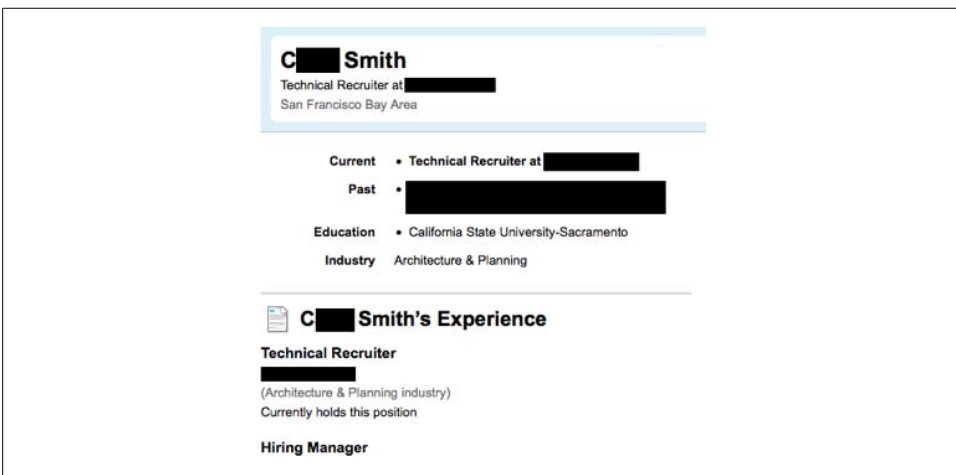 C Smith
Technical Recruiter at
San Francisco Bay Area
Current • Technical Recruiter at
Past •
Education • California State University-Sacramento
Industry Architecture & Planning
C Smith's Experience
Technical Recruiter
(Architecture & Planning industry)
Currently holds this position
Hiring Manager